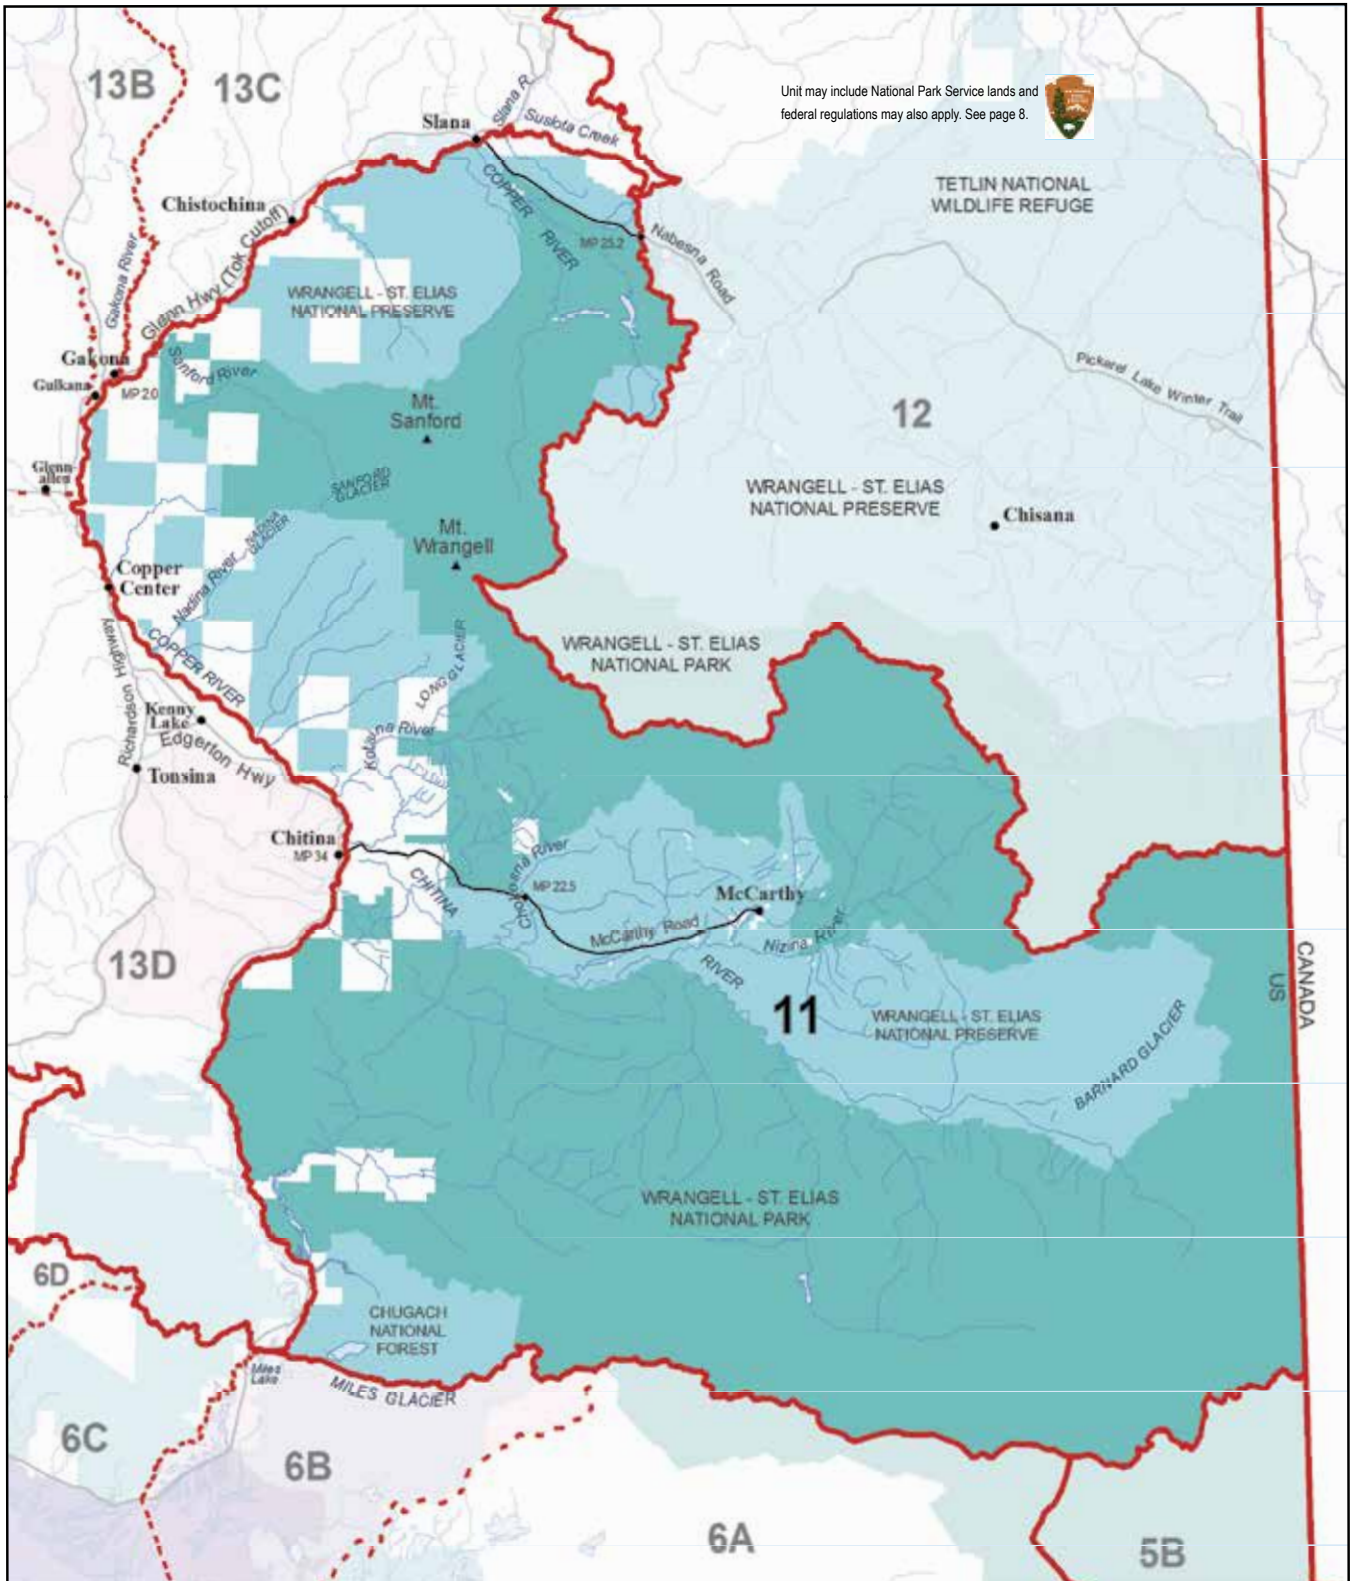 13B
13C
Unit may include National Park Service lands and
federal regulations may also apply. See page 8.
Slana
Slana R.
Suslota Creek
TETLIN NATIONAL
WILDLIFE REFUGE
Chistochina
COPPER
RIVER
MP 25.2
Nabesna Road
Gakona River
Glenn Hwy (Tok Cutoff)
WRANGELL - ST. ELIAS
NATIONAL PRESERVE
Gakona
Gulkana
MP 2.0
Sanford River
Pickerel Lake Winter Trail
Mt.
Sanford
12
Glenn-
allen
SANFORD
GLACIER
WRANGELL - ST. ELIAS
NATIONAL PRESERVE
Chisana
NADINA
GLACIER
Mt.
Wrangell
Copper
Center
Nadina River
COPPER RIVER
Richardson Highway
LONG GLACIER
WRANGELL - ST. ELIAS
NATIONAL PARK
Kenny
Lake
Edgerton Hwy
Kotsina River
Tonsina
Chitina
MP 34
CHITINA
MP 22.5
McCarthy
McCarthy Road
Nizina River
RIVER
13D
11
WRANGELL - ST. ELIAS
NATIONAL PRESERVE
BARNARD GLACIER
US
CANADA
WRANGELL - ST. ELIAS
NATIONAL PARK
6D
CHUGACH
NATIONAL
FOREST
Miles
Lake
MILES GLACIER
6C
6B
6A
5B